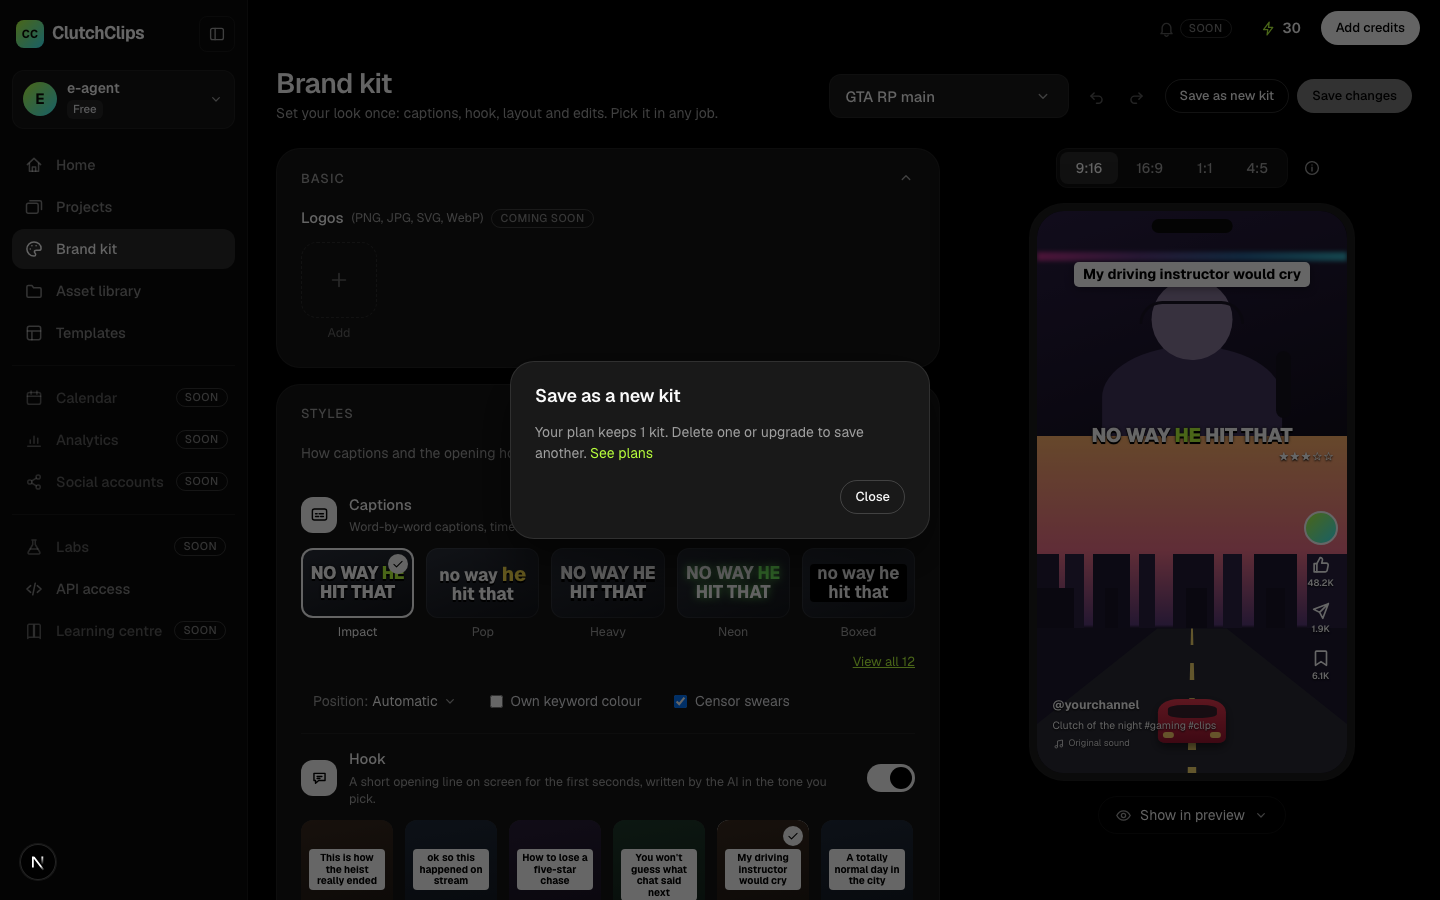 CC ClutchClips
SOON
30
Add credits
E
e-agent
Free
Brand kit
Set your look once: captions, hook, layout and edits. Pick it in any job.
GTA RP main
Save as new kit
Save changes
Home
Projects
Brand kit
Asset library
Templates
Calendar SOON
Analytics SOON
Social accounts SOON
Labs SOON
API access
Learning centre SOON
N
BASIC
Logos (PNG, JPG, SVG, WebP) COMING SOON
Add
STYLES
How captions and the opening ho
Captions
Word-by-word captions, time
Save as a new kit
Your plan keeps 1 kit. Delete one or upgrade to save
another. See plans
Close
NO WAY HE
HIT THAT
Impact
no way he
hit that
Pop
NO WAY HE
HIT THAT
Heavy
NO WAY HE
HIT THAT
Neon
no way he
hit that
Boxed
View all 12
Position: Automatic
Own keyword colour
Censor swears
Hook
A short opening line on screen for the first seconds, written by the AI in the tone you
pick.
This is how
the heist
really ended
ok so this
happened on
stream
How to lose a
five-star
chase
You won't
guess what
chat said
next
My driving
instructor
would cry
A totally
normal day in
the city
9:16
16:9
1:1
4:5
My driving instructor would cry
NO WAY HE HIT THAT
48.2K
1.9K
6.1K
@yourchannel
Clutch of the night #gaming #clips
Original sound
Show in preview